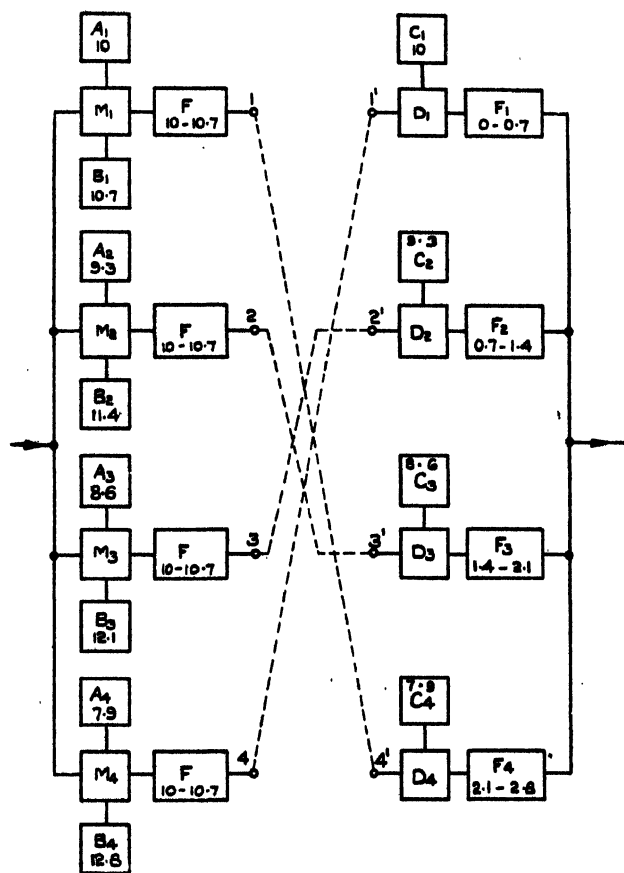 A1
10
M1
F
10-10.7
1
B1
10.7
1'
C1
10
D1
F1
0-0.7
A2
9.3
M2
F
10-10.7
2
B2
11.4
2'
9.3
C2
D2
F2
0.7-1.4
A3
8.6
M3
F
10-10.7
3
B3
12.1
3'
8.6
C3
D3
F3
1.4-2.1
A4
7.9
M4
F
10-10.7
4
B4
12.8
4'
7.9
C4
D4
F4
2.1-2.8